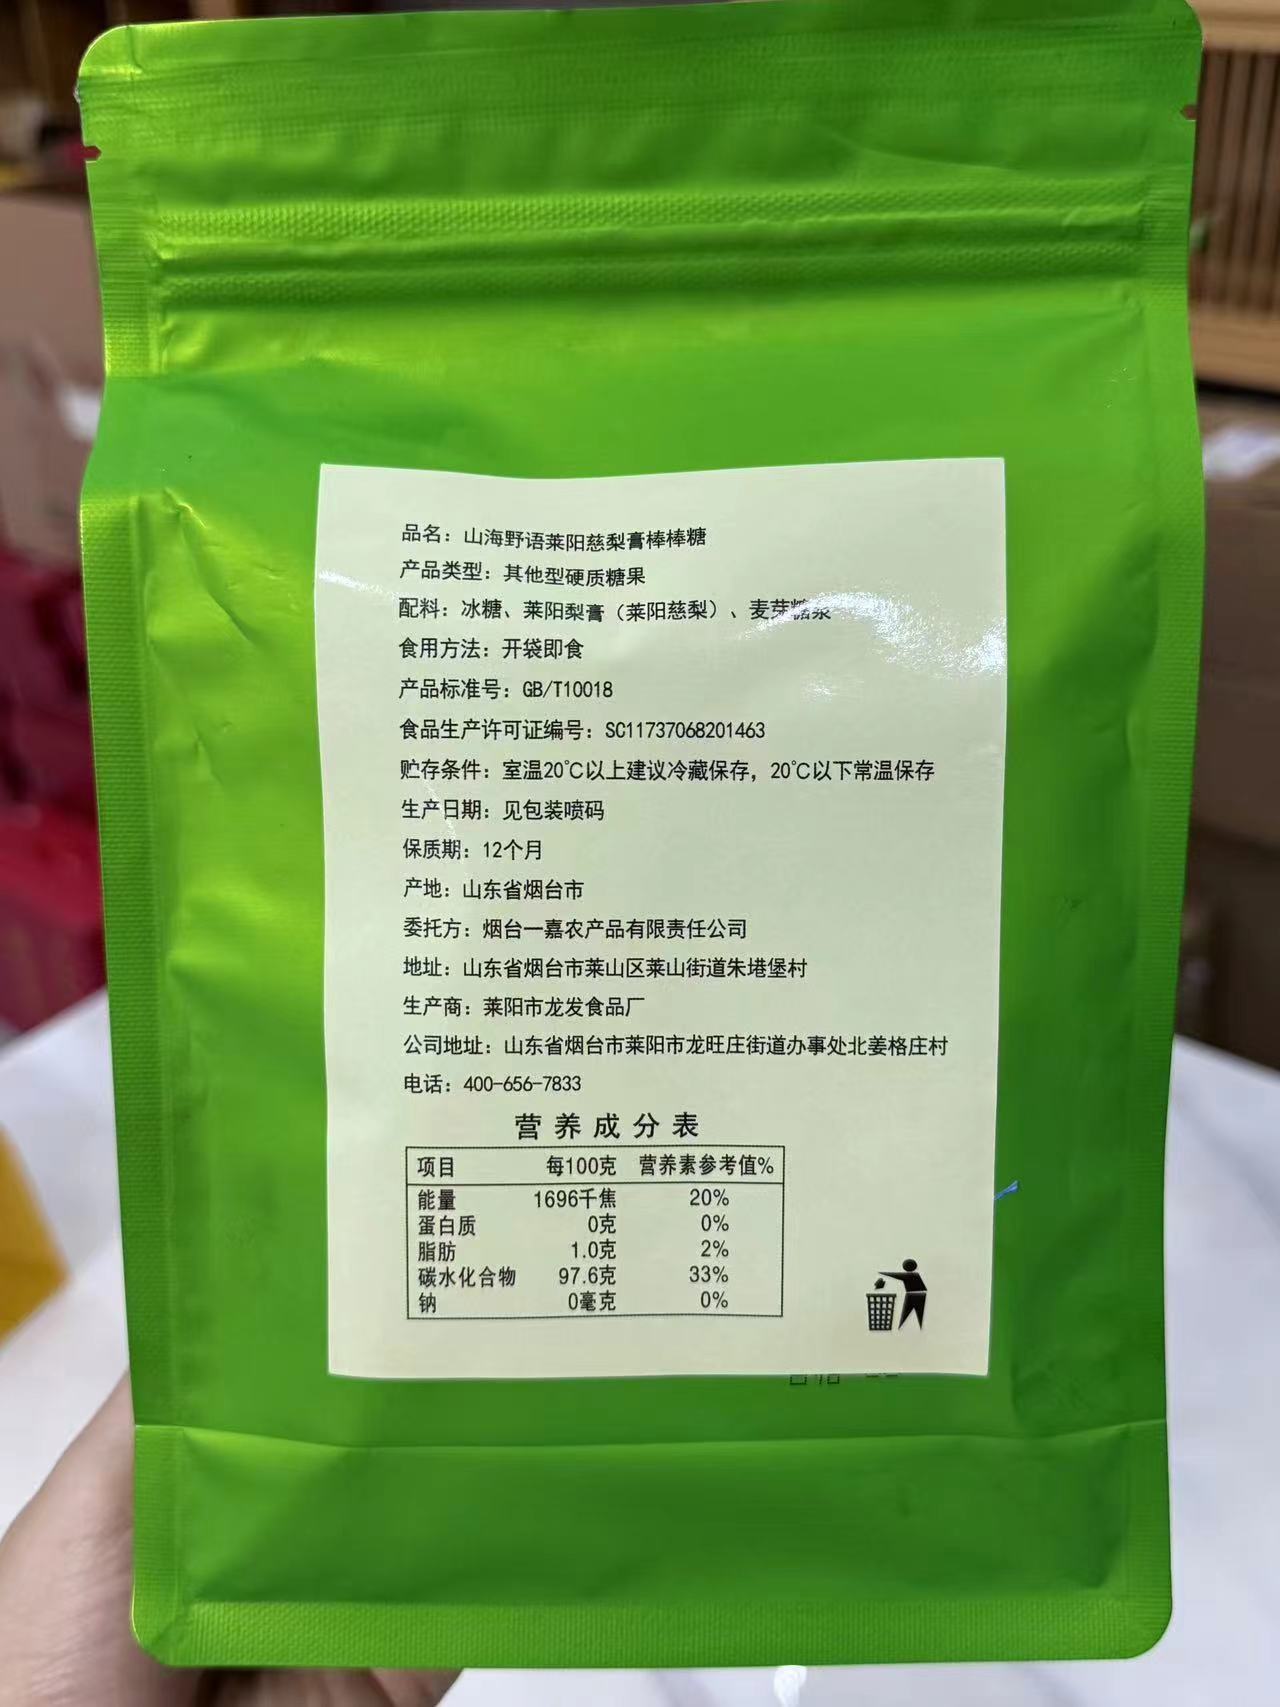 品名：山海野语莱阳慈梨膏棒棒糖
产品类型：其他型硬质糖果
配料：冰糖、莱阳梨膏（莱阳慈梨）、麦芽糖浆
食用方法：开袋即食
产品标准号：GB/T10018
食品生产许可证编号：SC11737068201463
贮存条件：室温20℃以上建议冷藏保存，20℃以下常温保存
生产日期：见包装喷码
保质期：12个月
产地：山东省烟台市
委托方：烟台一嘉农产品有限责任公司
地址：山东省烟台市莱山区莱山街道朱塂堡村
生产商：莱阳市龙发食品厂
公司地址：山东省烟台市莱阳市龙旺庄街道办事处北姜格庄村
电话：400-656-7833
营养成分表
项目 每100克 营养素参考值%
能量 1696千焦 20%
蛋白质 0克 0%
脂肪 1.0克 2%
碳水化合物 97.6克 33%
钠 0毫克 0%